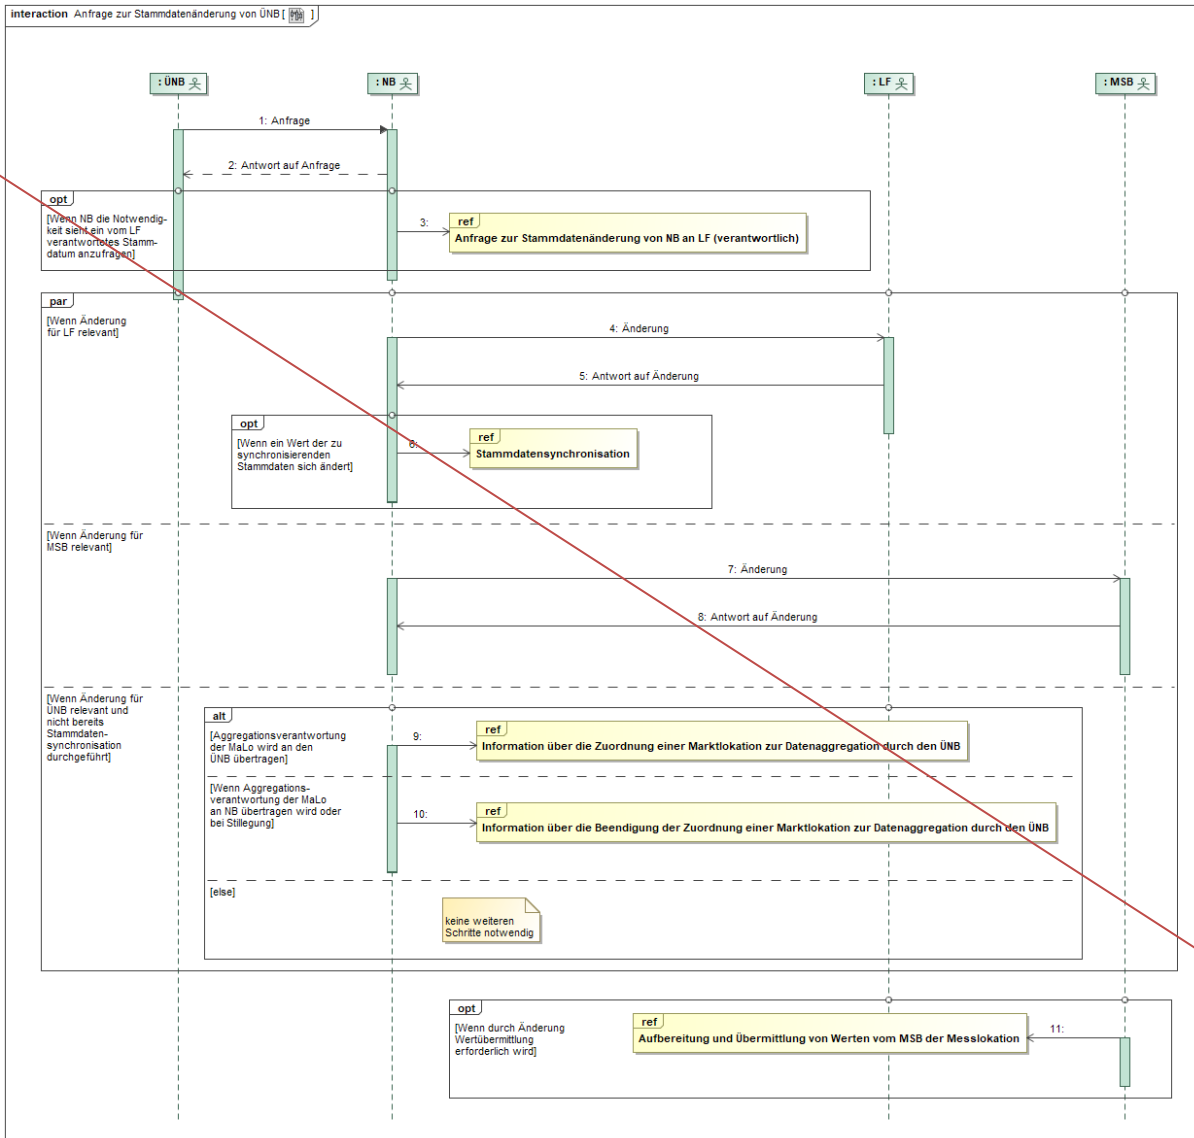 interaction Anfrage zur Stammdatenänderung von ÜNB [ ]
: ÜNB
: NB
: LF
: MSB
1: Anfrage
2: Antwort auf Anfrage
opt
[Wenn NB die Notwendig-
keit sieht ein vom LF
verantwortetes Stamm-
datum anzufragen]
3:
ref
Anfrage zur Stammdatenänderung von NB an LF (verantwortlich)
par
[Wenn Änderung
für LF relevant]
4: Änderung
5: Antwort auf Änderung
opt
[Wenn ein Wert der zu
synchronisierenden
Stammdaten sich ändert]
6:
ref
Stammdatensynchronisation
[Wenn Änderung für
MSB relevant]
7: Änderung
8: Antwort auf Änderung
[Wenn Änderung für
ÜNB relevant und
nicht bereits
Stammdaten-
synchronisation
durchgeführt]
alt
[Aggregationsverantwortung
der MaLo wird an den
ÜNB übertragen]
9:
ref
Information über die Zuordnung einer Marktlokation zur Datenaggregation durch den ÜNB
[Wenn Aggregations-
verantwortung der MaLo
an NB übertragen wird oder
bei Stillegung]
10:
ref
Information über die Beendigung der Zuordnung einer Marktlokation zur Datenaggregation durch den ÜNB
[else]
keine weiteren
Schritte notwendig
opt
[Wenn durch Änderung
Wertübermittlung
erforderlich wird]
ref
Aufbereitung und Übermittlung von Werten vom MSB der Messlokation
11: